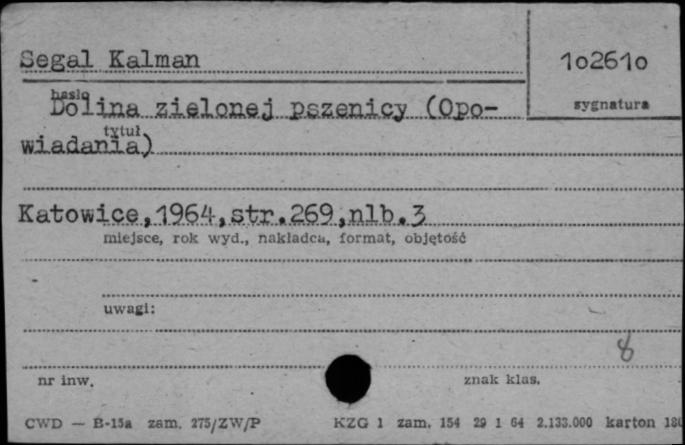 Segal Kalman
102610
hasło
sygnatura
Dolina zielonej pszenicy (Opo-
tytuł
wiadania)
Katowice,1964,str.269,nlb.3
miejsce, rok wyd., nakładca, format, objętość
uwagi:
8
nr inw.
znak klas.
CWD — B-15a zam. 275/ZW/P
KZG 1 zam. 154 29 1 64 2.133.000 karton